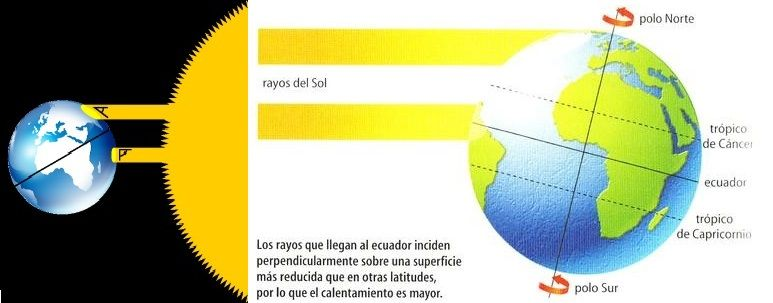 polo Norte
rayos del Sol
trópico
de Cáncer
ecuador
trópico
de Capricornio
Los rayos que llegan al ecuador inciden
perpendicularmente sobre una superficie
más reducida que en otras latitudes,
por lo que el calentamiento es mayor.
polo Sur